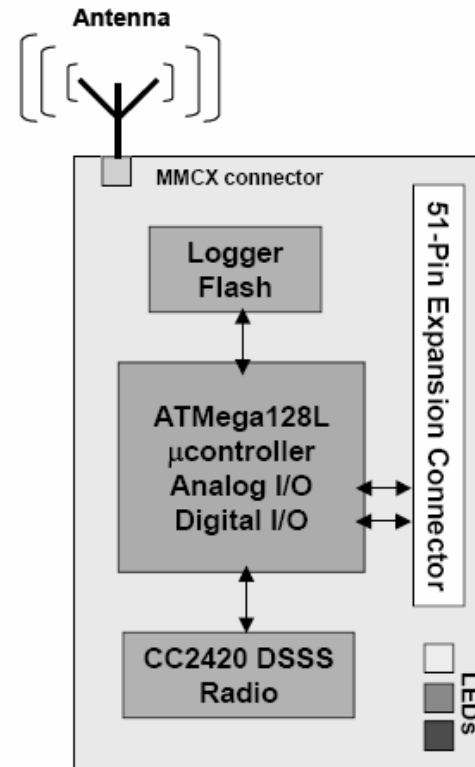 Antenna
MMCX connector
Logger
Flash
51-Pin Expansion Connector
ATMega128L
μcontroller
Analog I/O
Digital I/O
CC2420 DSSS
Radio
LEDs